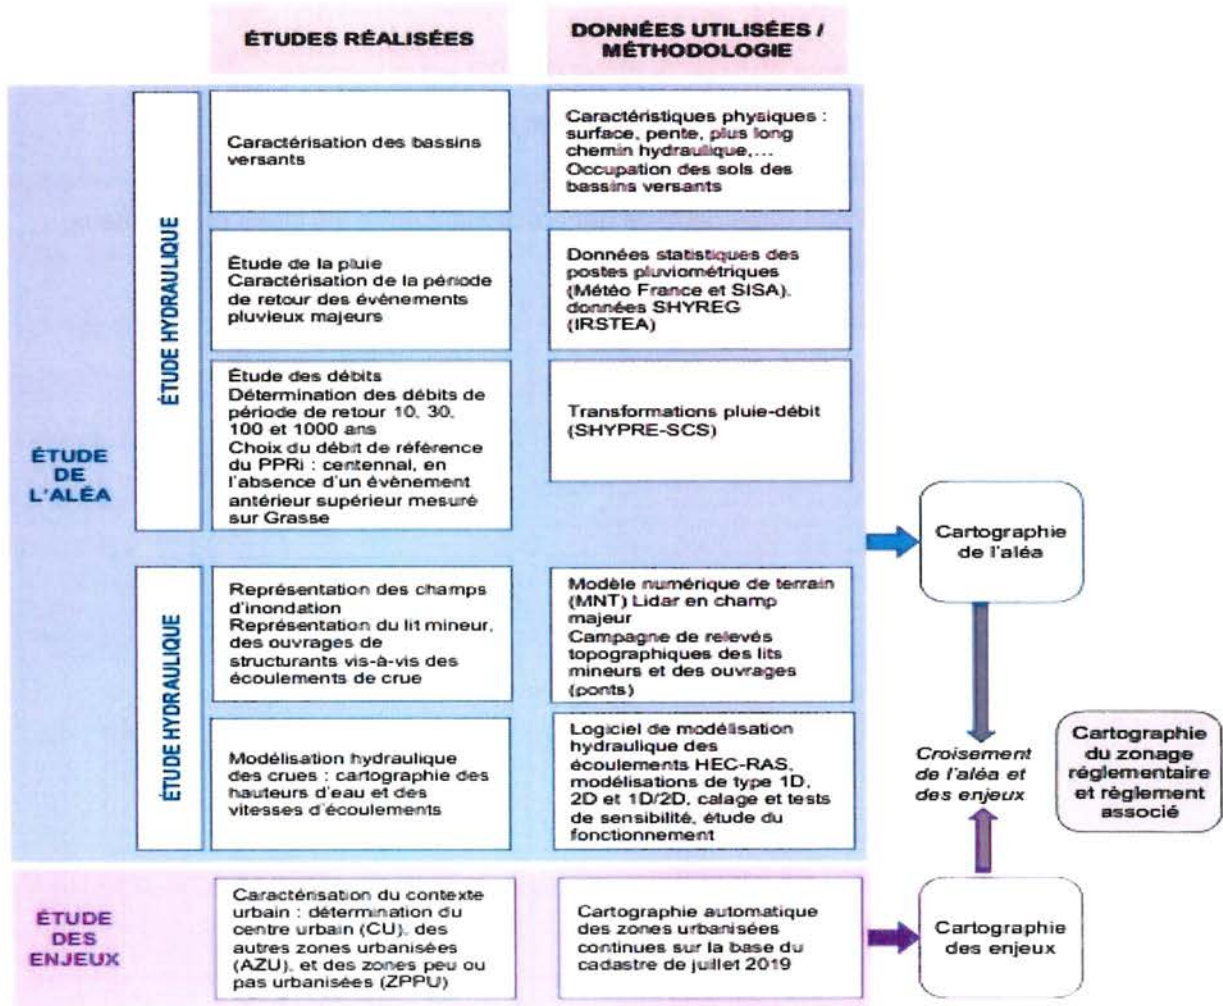 ÉTUDES RÉALISÉES
DONNÉES UTILISÉES /
MÉTHODOLOGIE
ÉTUDE
DE
L'ALÉA
ÉTUDE HYDRAULIQUE
Caractérisation des bassins
versants
Caractéristiques physiques :
surface, pente, plus long
chemin hydraulique,...
Occupation des sols des
bassins versants
Étude de la pluie
Caractérisation de la période
de retour des évènements
pluvieux majeurs
Données statistiques des
postes pluviométriques
(Météo France et SISA),
données SHYREG
(IRSTEA)
Étude des débits
Détermination des débits de
période de retour 10, 30,
100 et 1000 ans
Choix du débit de référence
du PPRi : centennal, en
l'absence d'un évènement
antérieur supérieur mesuré
sur Grasse
Transformations pluie-débit
(SHYPRE-SCS)
ÉTUDE HYDRAULIQUE
Représentation des champs
d'inondation
Représentation du lit mineur,
des ouvrages de
structurants vis-à-vis des
écoulements de crue
Modèle numérique de terrain
(MNT) Lidar en champ
majeur
Campagne de relevés
topographiques des lits
mineurs et des ouvrages
(ponts)
Modélisation hydraulique
des crues : cartographie des
hauteurs d'eau et des
vitesses d'écoulements
Logiciel de modélisation
hydraulique des
écoulements HEC-RAS,
modélisations de type 1D,
2D et 1D/2D, calage et tests
de sensibilité, étude du
fonctionnement
Cartographie
de l'aléa
Croisement
de l'aléa et
des enjeux
Cartographie
du zonage
réglementaire
et règlement
associé
ÉTUDE
DES
ENJEUX
Caractérisation du contexte
urbain : détermination du
centre urbain (CU), des
autres zones urbanisées
(AZU), et des zones peu ou
pas urbanisées (ZPPU)
Cartographie automatique
des zones urbanisées
continues sur la base du
cadastre de juillet 2019
Cartographie
des enjeux